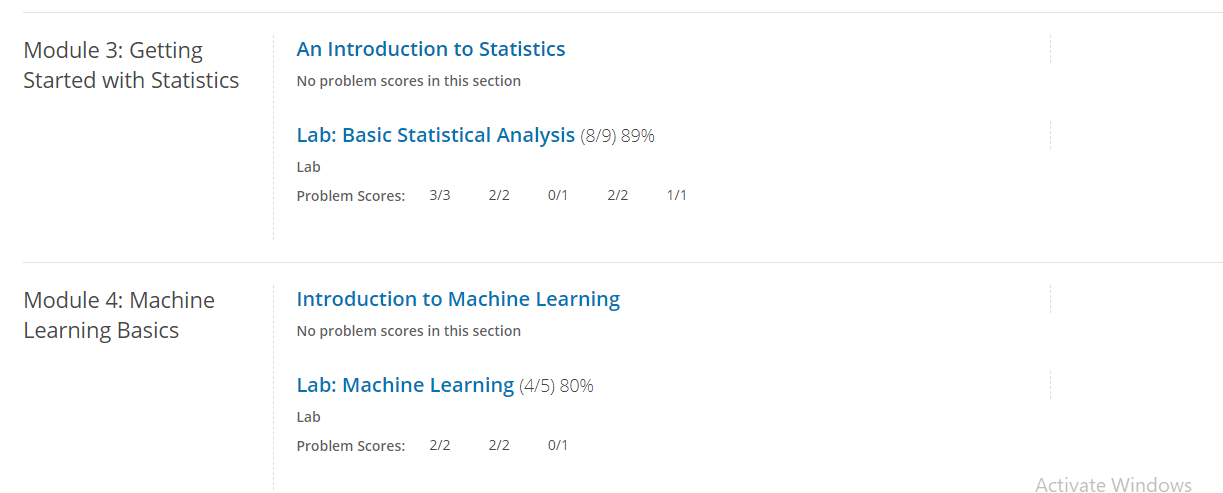 Module 3: Getting
Started with Statistics
An Introduction to Statistics
No problem scores in this section
Lab: Basic Statistical Analysis (8/9) 89%
Lab
Problem Scores: 3/3 2/2 0/1 2/2 1/1
Module 4: Machine
Learning Basics
Introduction to Machine Learning
No problem scores in this section
Lab: Machine Learning (4/5) 80%
Lab
Problem Scores: 2/2 2/2 0/1
Activate Windows